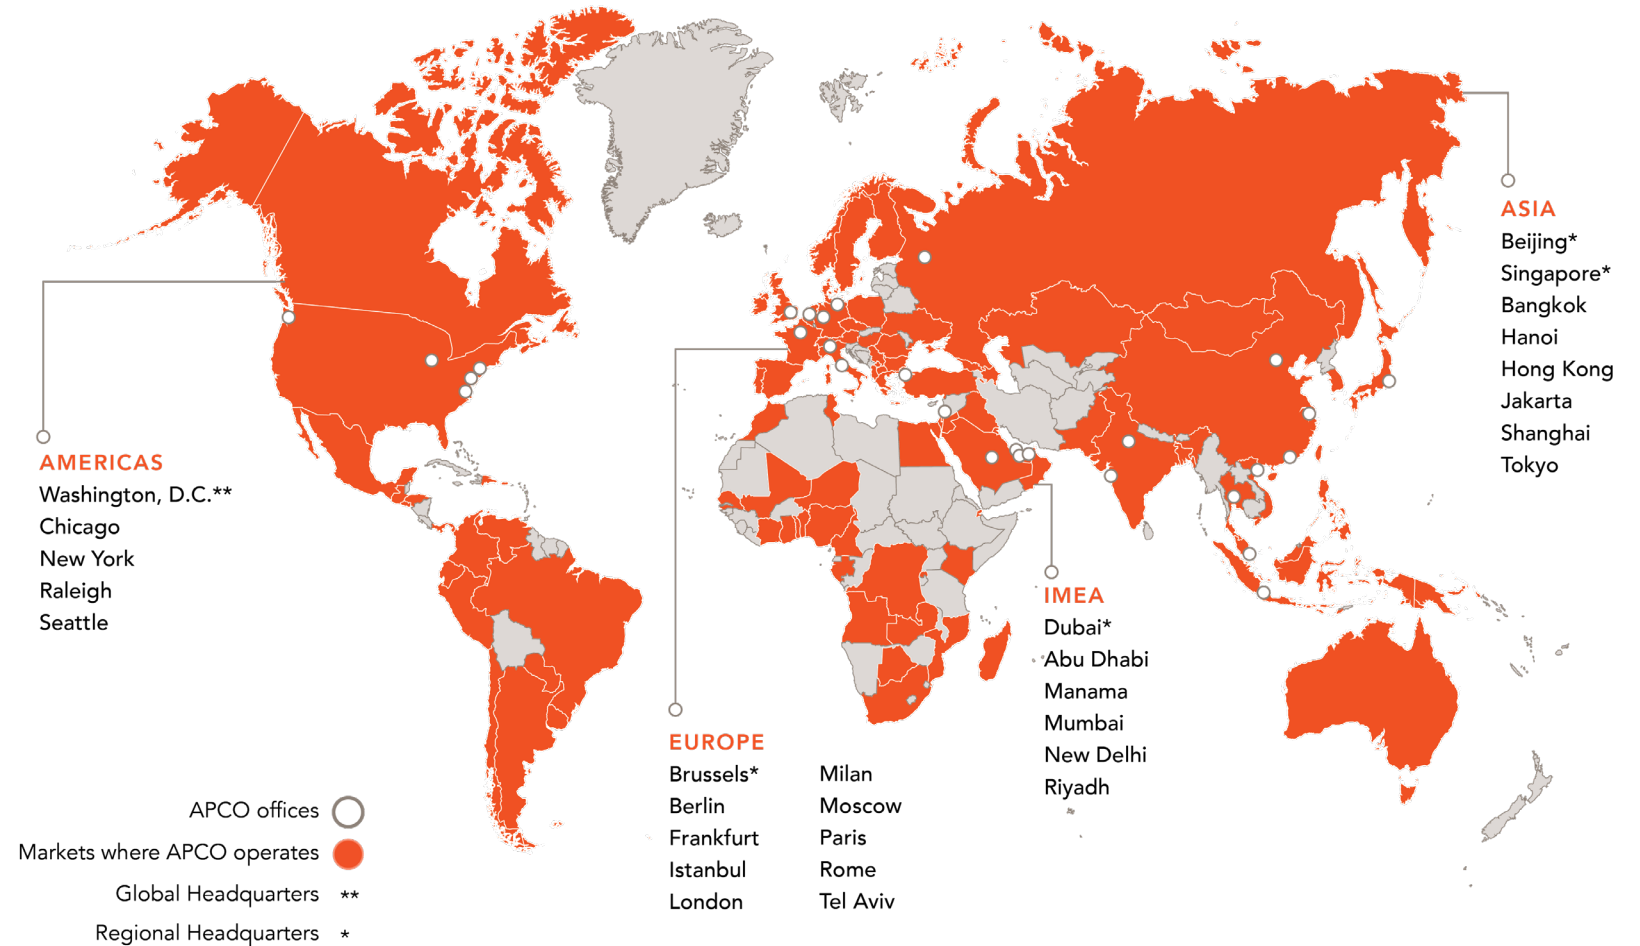 ASIA
Beijing*
Singapore*
Bangkok
Hanoi
Hong Kong
Jakarta
Shanghai
Tokyo
AMERICAS
Washington, D.C.**
Chicago
New York
Raleigh
Seattle
IMEA
Dubai*
Abu Dhabi
Manama
Mumbai
New Delhi
Riyadh
EUROPE
Brussels*
Berlin
Frankfurt
Istanbul
London
Milan
Moscow
Paris
Rome
Tel Aviv
APCO offices
Markets where APCO operates
Global Headquarters **
Regional Headquarters *